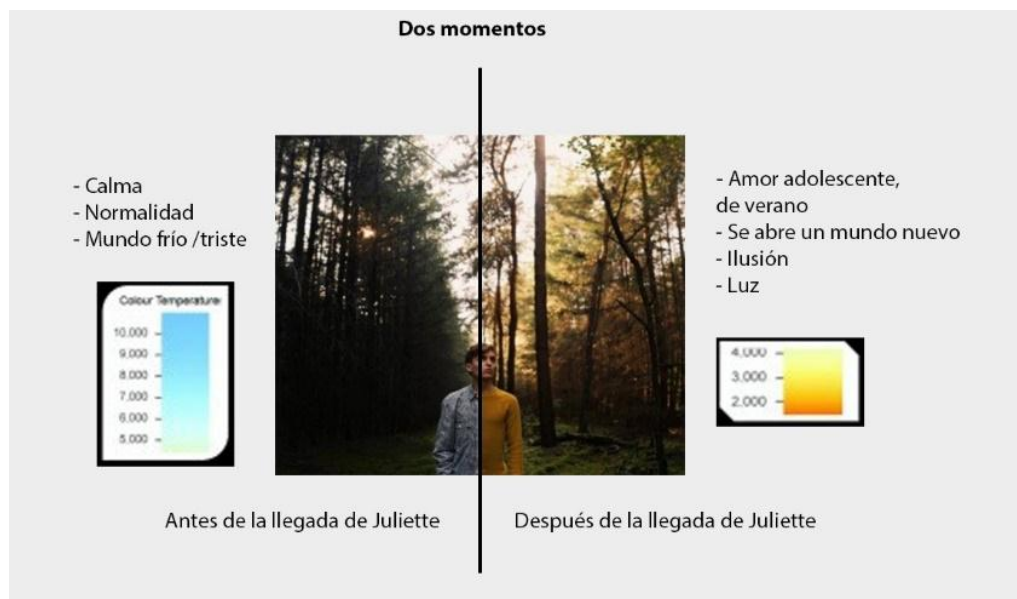 Dos momentos
- Calma
- Normalidad
- Mundo frío /triste
Colour Temperature
10,000
9,000
8,000
7,000
6,000
5,000
Antes de la llegada de Juliette
- Amor adolescente,
de verano
- Se abre un mundo nuevo
- Ilusión
- Luz
4,000
3,000
2,000
Después de la llegada de Juliette